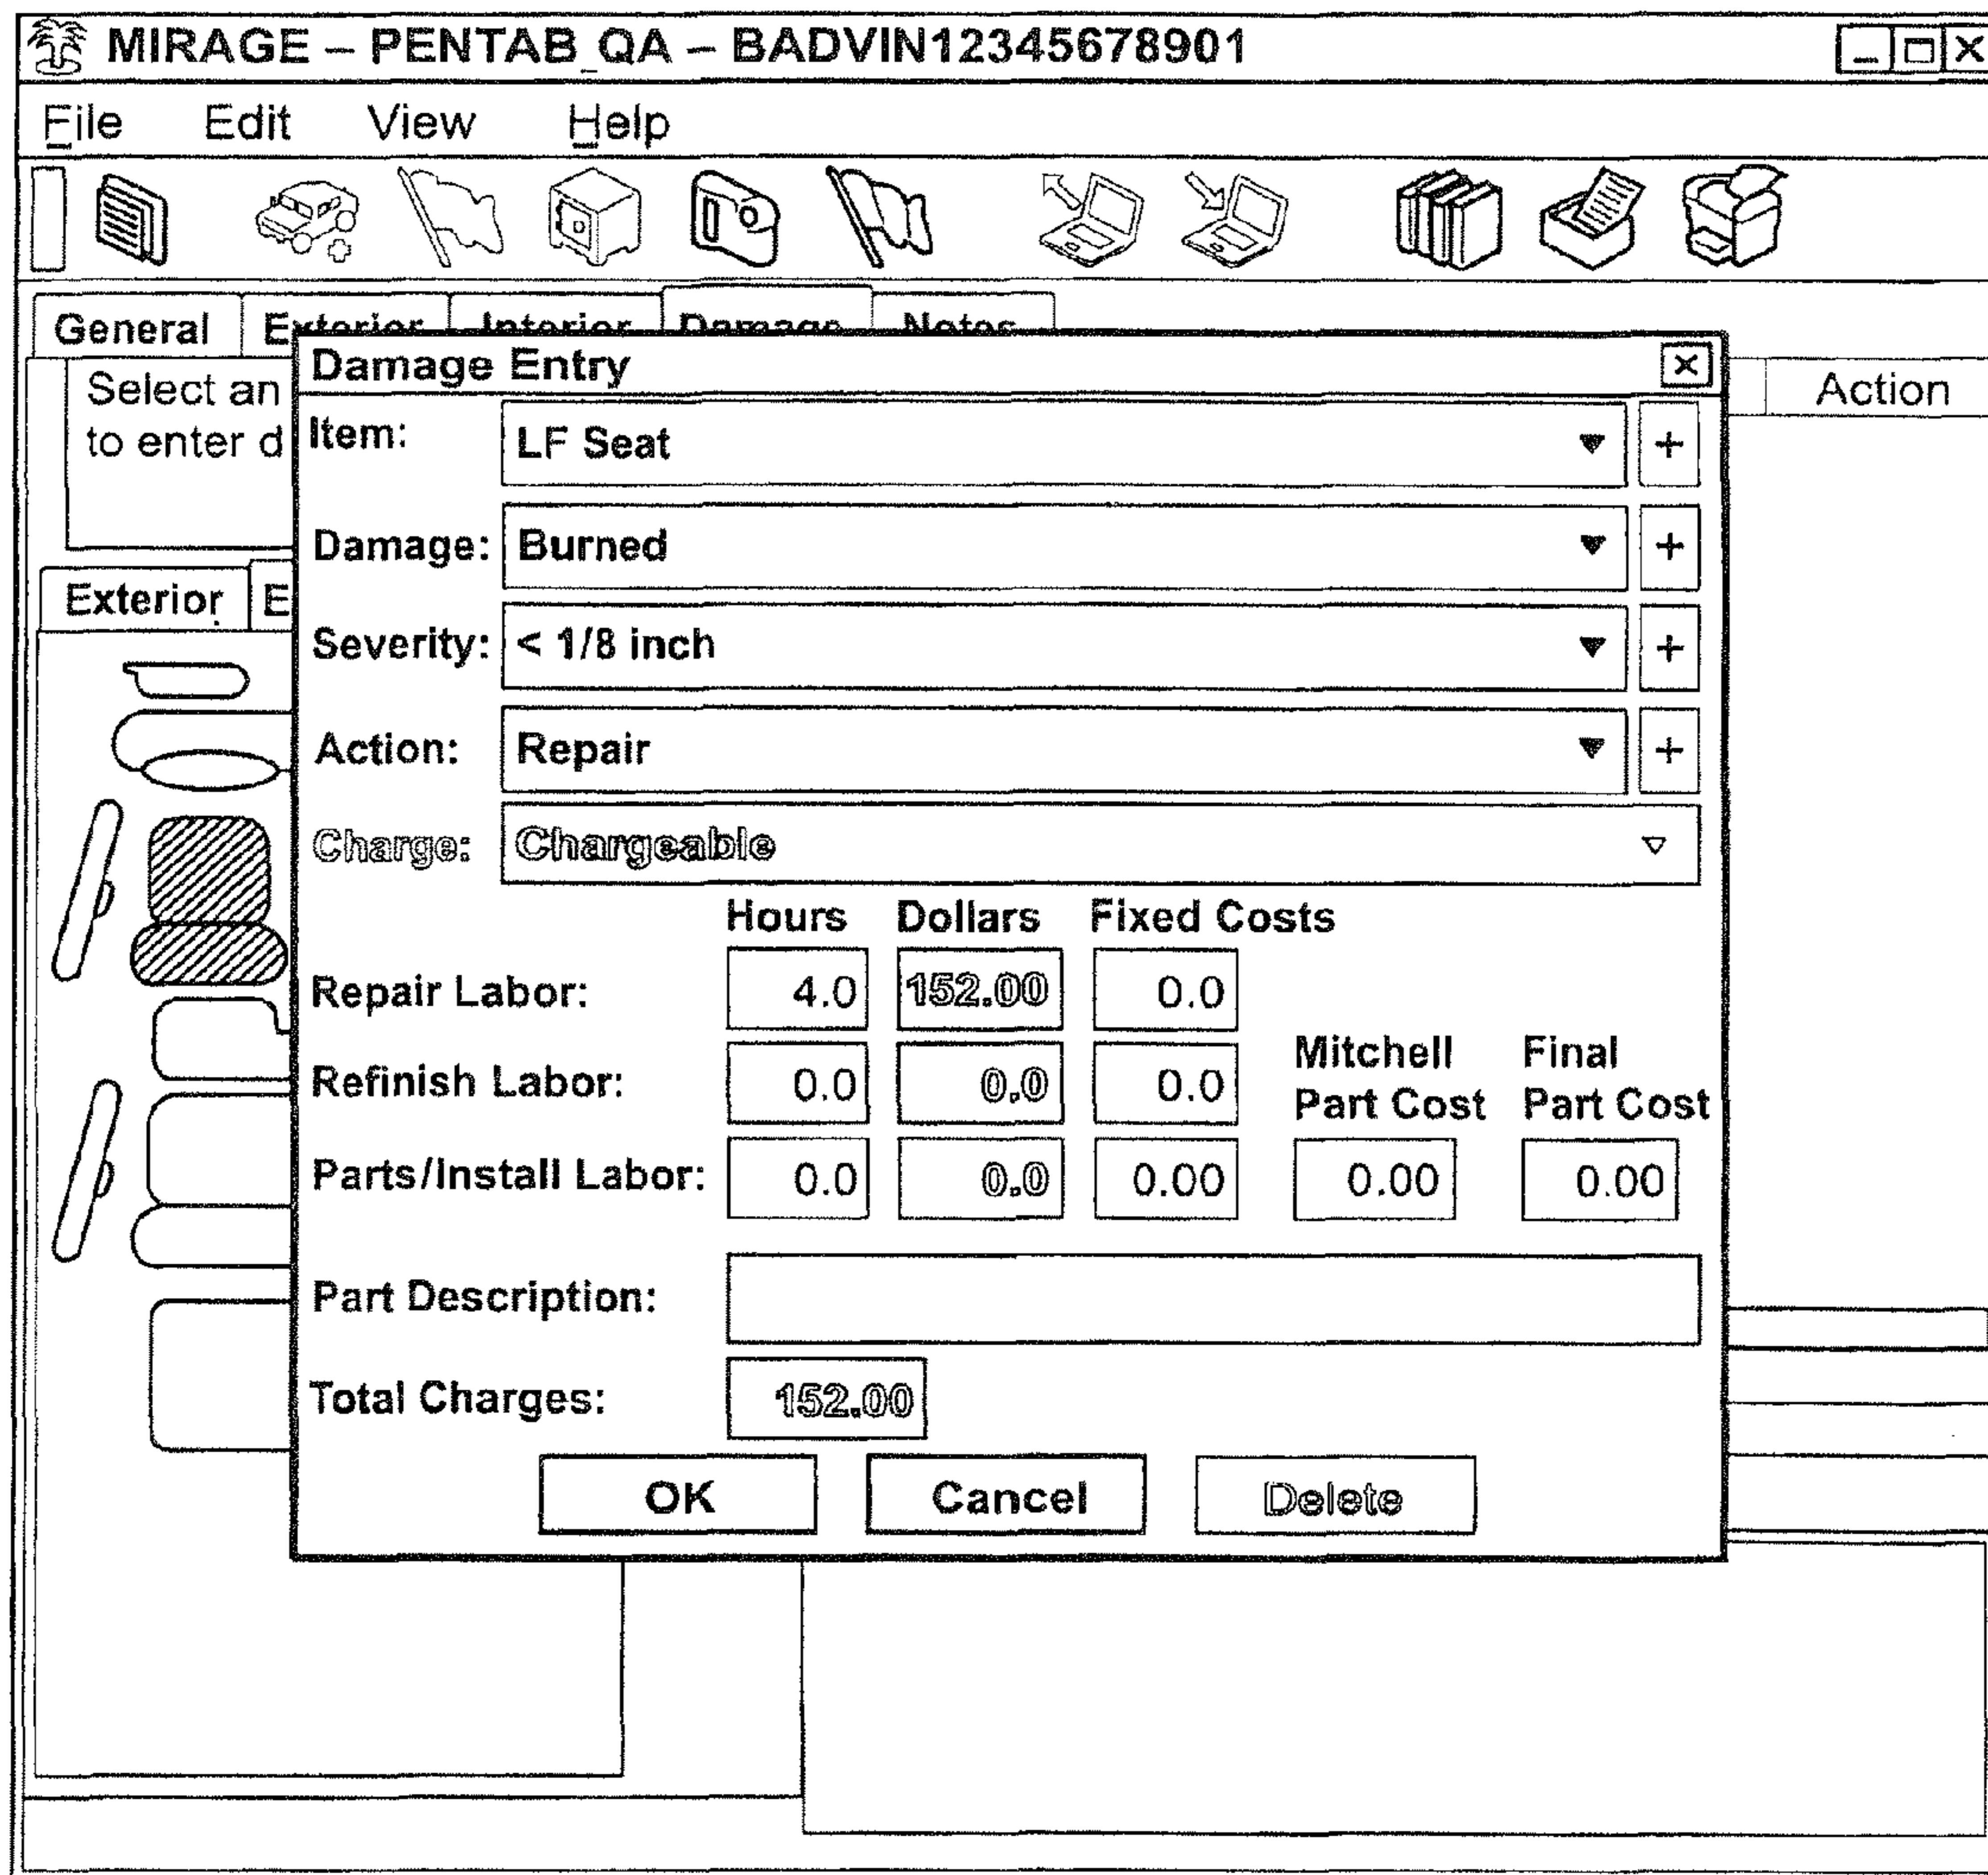 MIRAGE – PENTAB_QA – BADVIN12345678901
File Edit View Help
General Exterior Interior Damage Notes
Select an
to enter d
Action
Exterior E
Damage Entry
Item: LF Seat +
Damage: Burned +
Severity: < 1/8 inch +
Action: Repair +
Charge: Chargeable
Hours Dollars Fixed Costs
Repair Labor: 4.0 152.00 0.0
Mitchell Part Cost Final Part Cost
Refinish Labor: 0.0 0.0 0.0
Parts/Install Labor: 0.0 0.0 0.00 0.00 0.00
Part Description:
Total Charges: 152.00
OK Cancel Delete